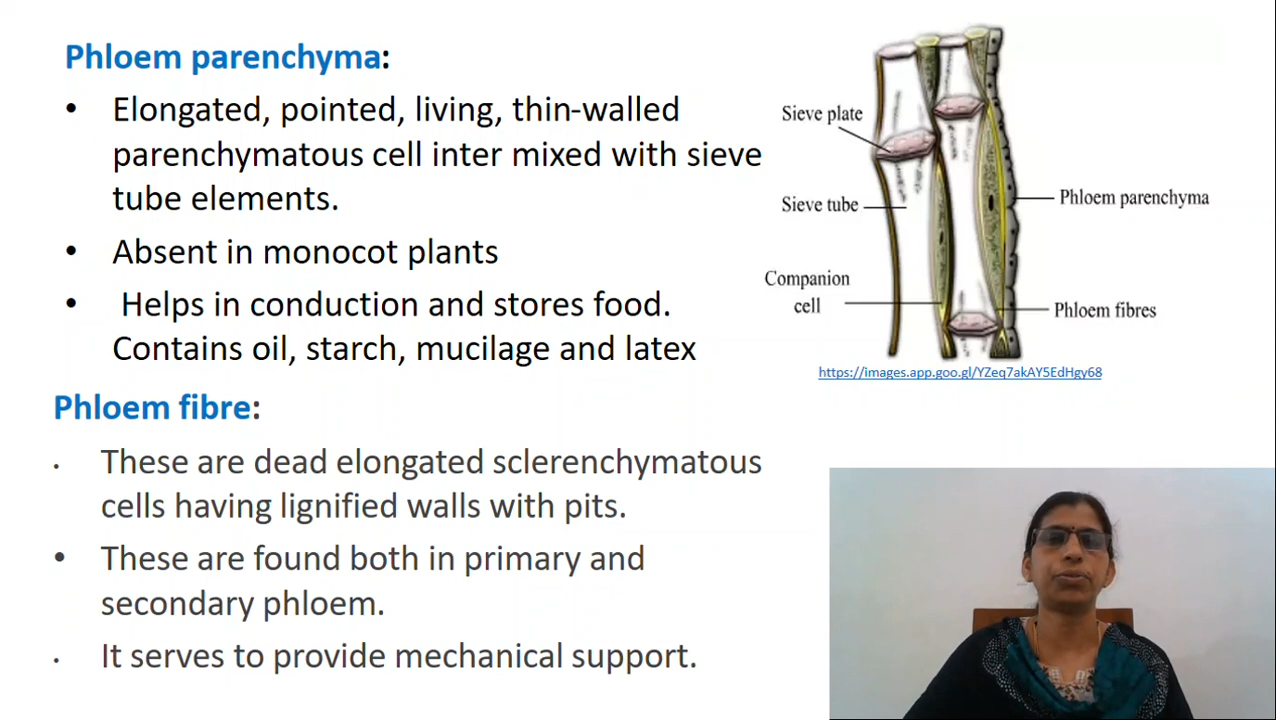 Phloem parenchyma:
• Elongated, pointed, living, thin-walled
parenchymatous cell inter mixed with sieve
tube elements.
• Absent in monocot plants
• Helps in conduction and stores food.
Contains oil, starch, mucilage and latex
Phloem fibre:
• These are dead elongated sclerenchymatous
cells having lignified walls with pits.
• These are found both in primary and
secondary phloem.
• It serves to provide mechanical support.
Sieve plate
Sieve tube
Companion
cell
Phloem parenchyma
Phloem fibres
https://images.app.goo.gl/YZeq7akAY5EdHgy68